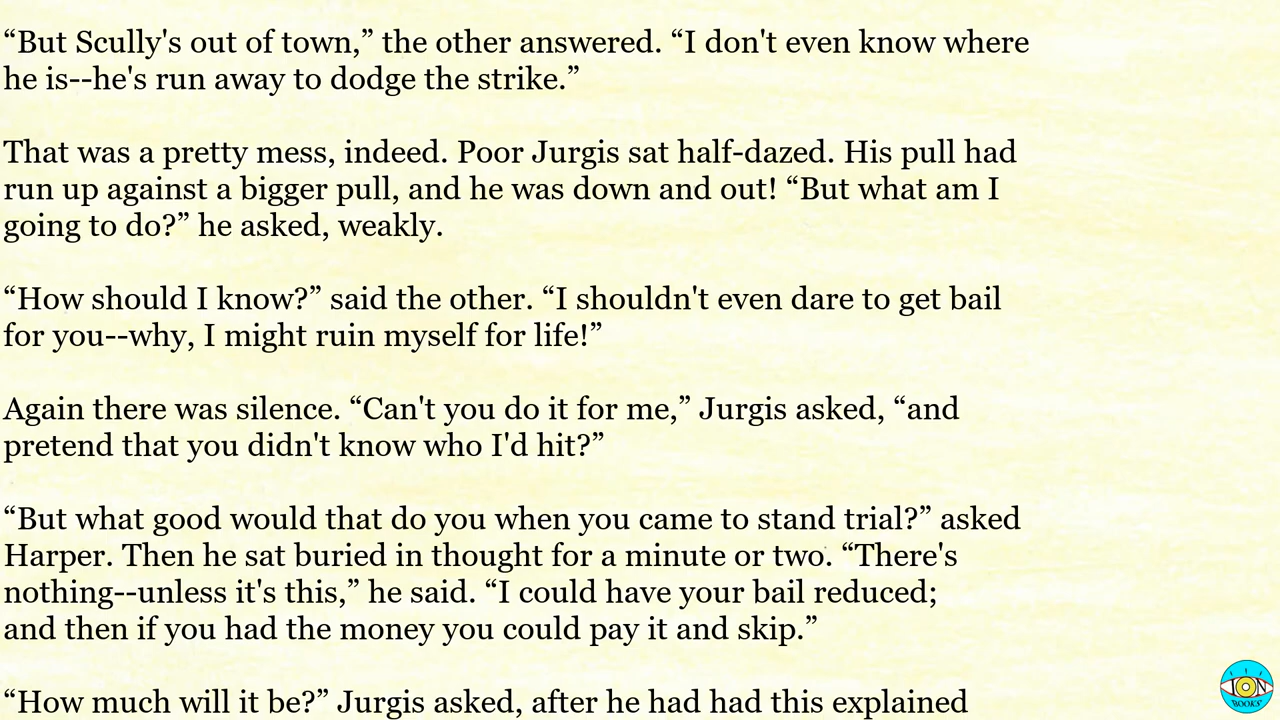 “But Scully's out of town,” the other answered. “I don't even know where
he is--he's run away to dodge the strike.”
That was a pretty mess, indeed. Poor Jurgis sat half-dazed. His pull had
run up against a bigger pull, and he was down and out! “But what am I
going to do?” he asked, weakly.
“How should I know?” said the other. “I shouldn't even dare to get bail
for you--why, I might ruin myself for life!”
Again there was silence. “Can't you do it for me,” Jurgis asked, “and
pretend that you didn't know who I'd hit?”
“But what good would that do you when you came to stand trial?” asked
Harper. Then he sat buried in thought for a minute or two. “There's
nothing--unless it's this,” he said. “I could have your bail reduced;
and then if you had the money you could pay it and skip.”
“How much will it be?” Jurgis asked, after he had had this explained
ION
BOOKS